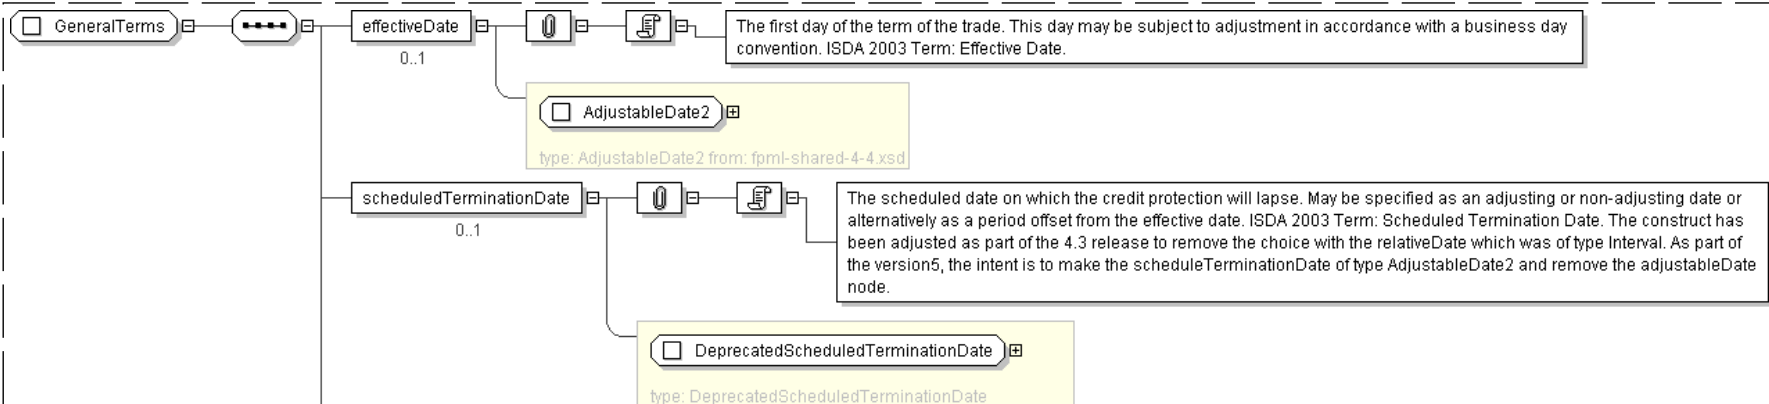 GeneralTerms
effectiveDate
0..1
The first day of the term of the trade. This day may be subject to adjustment in accordance with a business day
convention. ISDA 2003 Term: Effective Date.
AdjustableDate2
type: AdjustableDate2 from: fpml-shared-4-4.xsd
scheduledTerminationDate
0..1
The scheduled date on which the credit protection will lapse. May be specified as an adjusting or non-adjusting date or
alternatively as a period offset from the effective date. ISDA 2003 Term: Scheduled Termination Date. The construct has
been adjusted as part of the 4.3 release to remove the choice with the relativeDate which was of type Interval. As part of
the version5, the intent is to make the scheduleTerminationDate of type AdjustableDate2 and remove the adjustableDate
node.
DeprecatedScheduledTerminationDate
type: DeprecatedScheduledTerminationDate